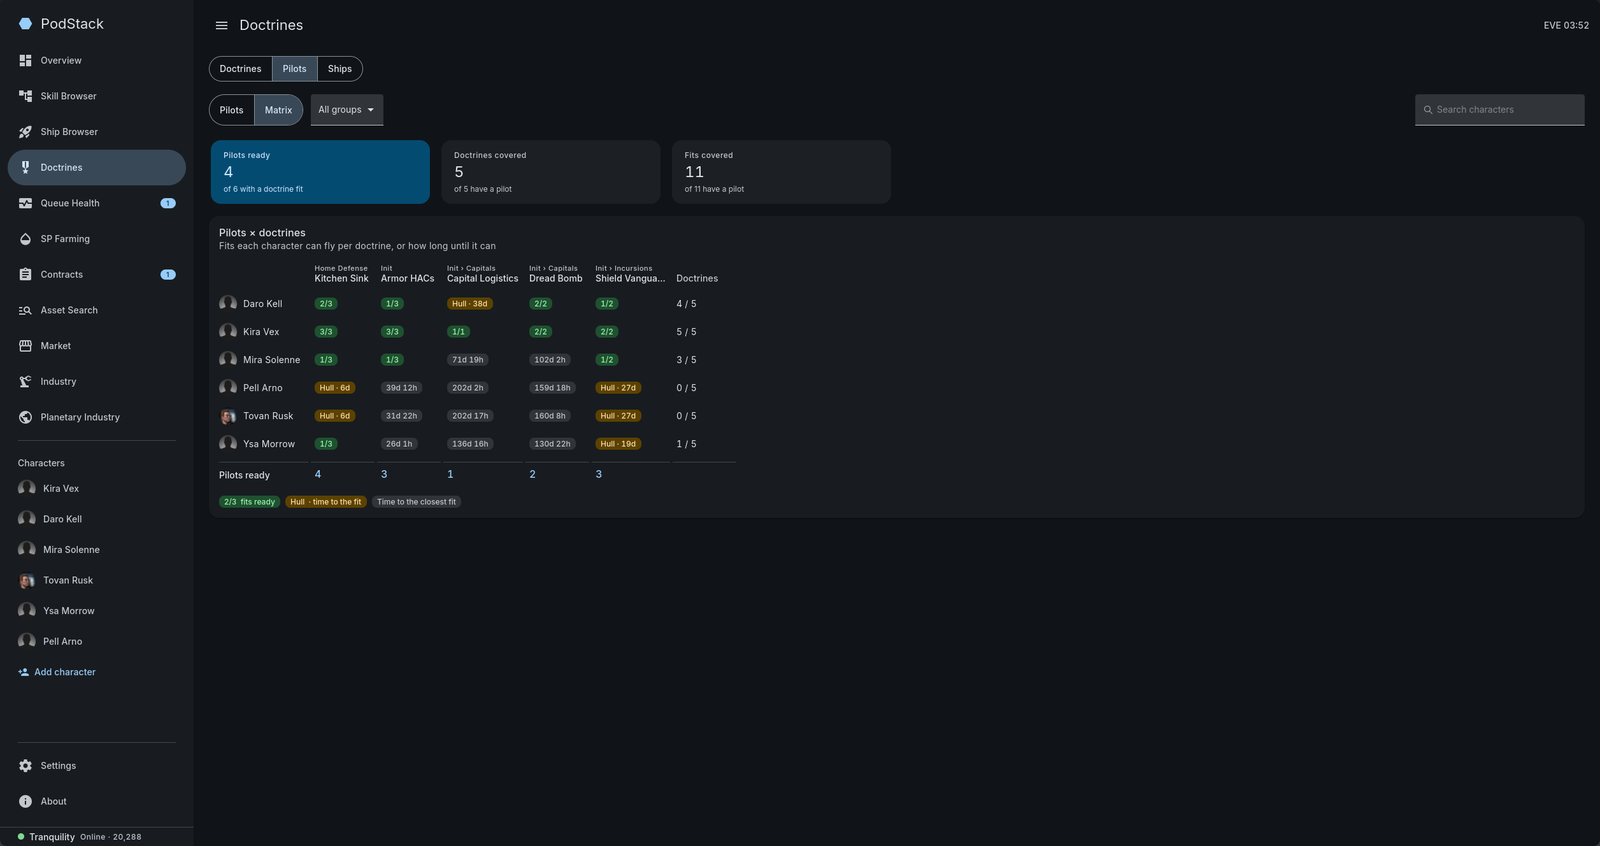 PodStack
Overview
Skill Browser
Ship Browser
Doctrines
Queue Health 1
SP Farming
Contracts 1
Asset Search
Market
Industry
Planetary Industry
Characters
Kira Vex
Daro Kell
Mira Solenne
Tovan Rusk
Ysa Morrow
Pell Arno
Add character
Settings
About
Tranquility Online · 20,288
Doctrines
EVE 03:52
Doctrines Pilots Ships
Pilots Matrix All groups
Search characters
Pilots ready
4
of 6 with a doctrine fit
Doctrines covered
5
of 5 have a pilot
Fits covered
11
of 11 have a pilot
Pilots × doctrines
Fits each character can fly per doctrine, or how long until it can
Home Defense Init Init › Capitals Init › Capitals Init › Incursions
Kitchen Sink Armor HACs Capital Logistics Dread Bomb Shield Vangua... Doctrines
Daro Kell 2/3 1/3 Hull · 38d 2/2 1/2 4 / 5
Kira Vex 3/3 3/3 1/1 2/2 2/2 5 / 5
Mira Solenne 1/3 1/3 71d 19h 102d 2h 1/2 3 / 5
Pell Arno Hull · 6d 39d 12h 202d 2h 159d 18h Hull · 27d 0 / 5
Tovan Rusk Hull · 6d 31d 22h 202d 17h 160d 8h Hull · 27d 0 / 5
Ysa Morrow 1/3 26d 1h 136d 16h 130d 22h Hull · 19d 1 / 5
Pilots ready 4 3 1 2 3
2/3 fits ready Hull · time to the fit Time to the closest fit